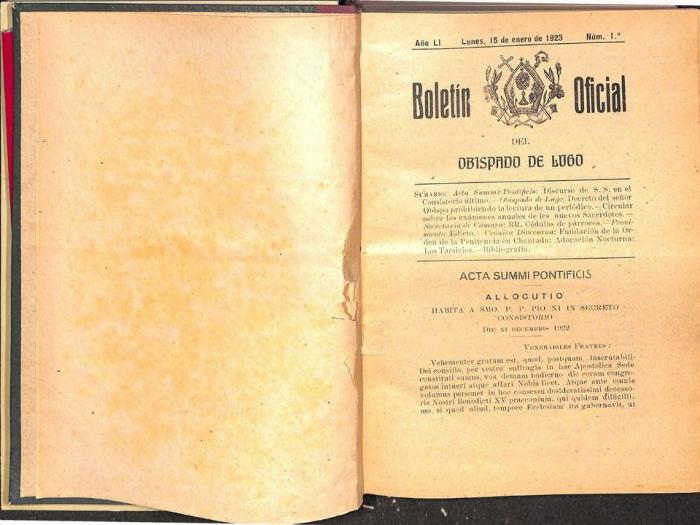 Año LI Lunes, 15 de enero de 1923 Núm. 1.º
Boletín Oficial
DEL
OBISPADO DE LUGO
SUMARIO: Acta Summi-Pontificis: Discurso de S. S. en el
Consistorio último.—Obispado de Lugo: Decreto del señor
Obispo prohibiendo la lectura de un periódico.—Circular
sobre los exámenes anuales de los nuevos Sacerdotes.—
Secretaría de Cámara: RR. Cédulas de párrocos.—Provi-
sorato: Edicto.—Crónica Diocesana: Fundación de la Or-
den de la Penitencia en Chantada: Adoración Nocturna:
Los Tarsicios.—Bibliografía.
ACTA SUMMI PONTIFICIS
ALLOCUTIO
HABITA A SMO. P. P. PIO XI IN SECRETO
CONSISTORIO
DIE XI DECEMBRIS 1922
VENERABILES FRATRES:
Vehementer gratum est, quod, postquam, inscrutabili
Dei consilio, per vestra suffragia in hac Apostolica Sede
constituti sumus, vos demum hodierno die coram congre-
gatos intueri atque affari Nobis licet. Atque ante omnia
volumus personet in hoc consessu desideratissimi decesso-
ris Nostri Benedicti XV praeconium, qui quidem difficilli,
mo, si quod aliud, tempore Ecclesiam ita gubernavit, ut